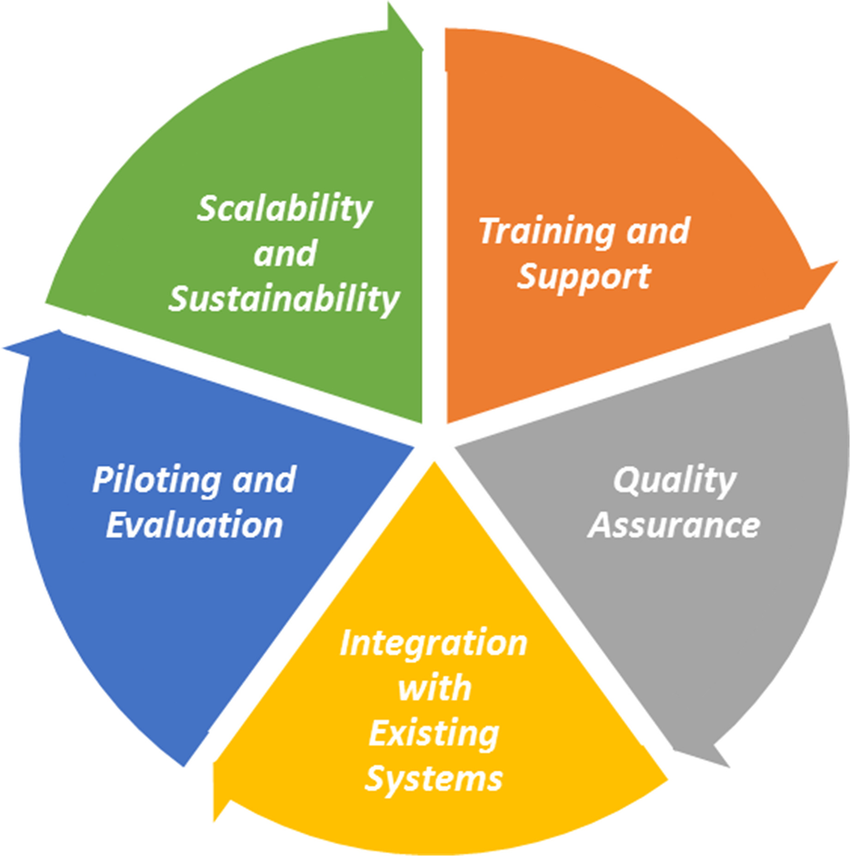 Scalability
and
Sustainability
Training and
Support
Piloting and
Evaluation
Quality
Assurance
Integration
with
Existing
Systems